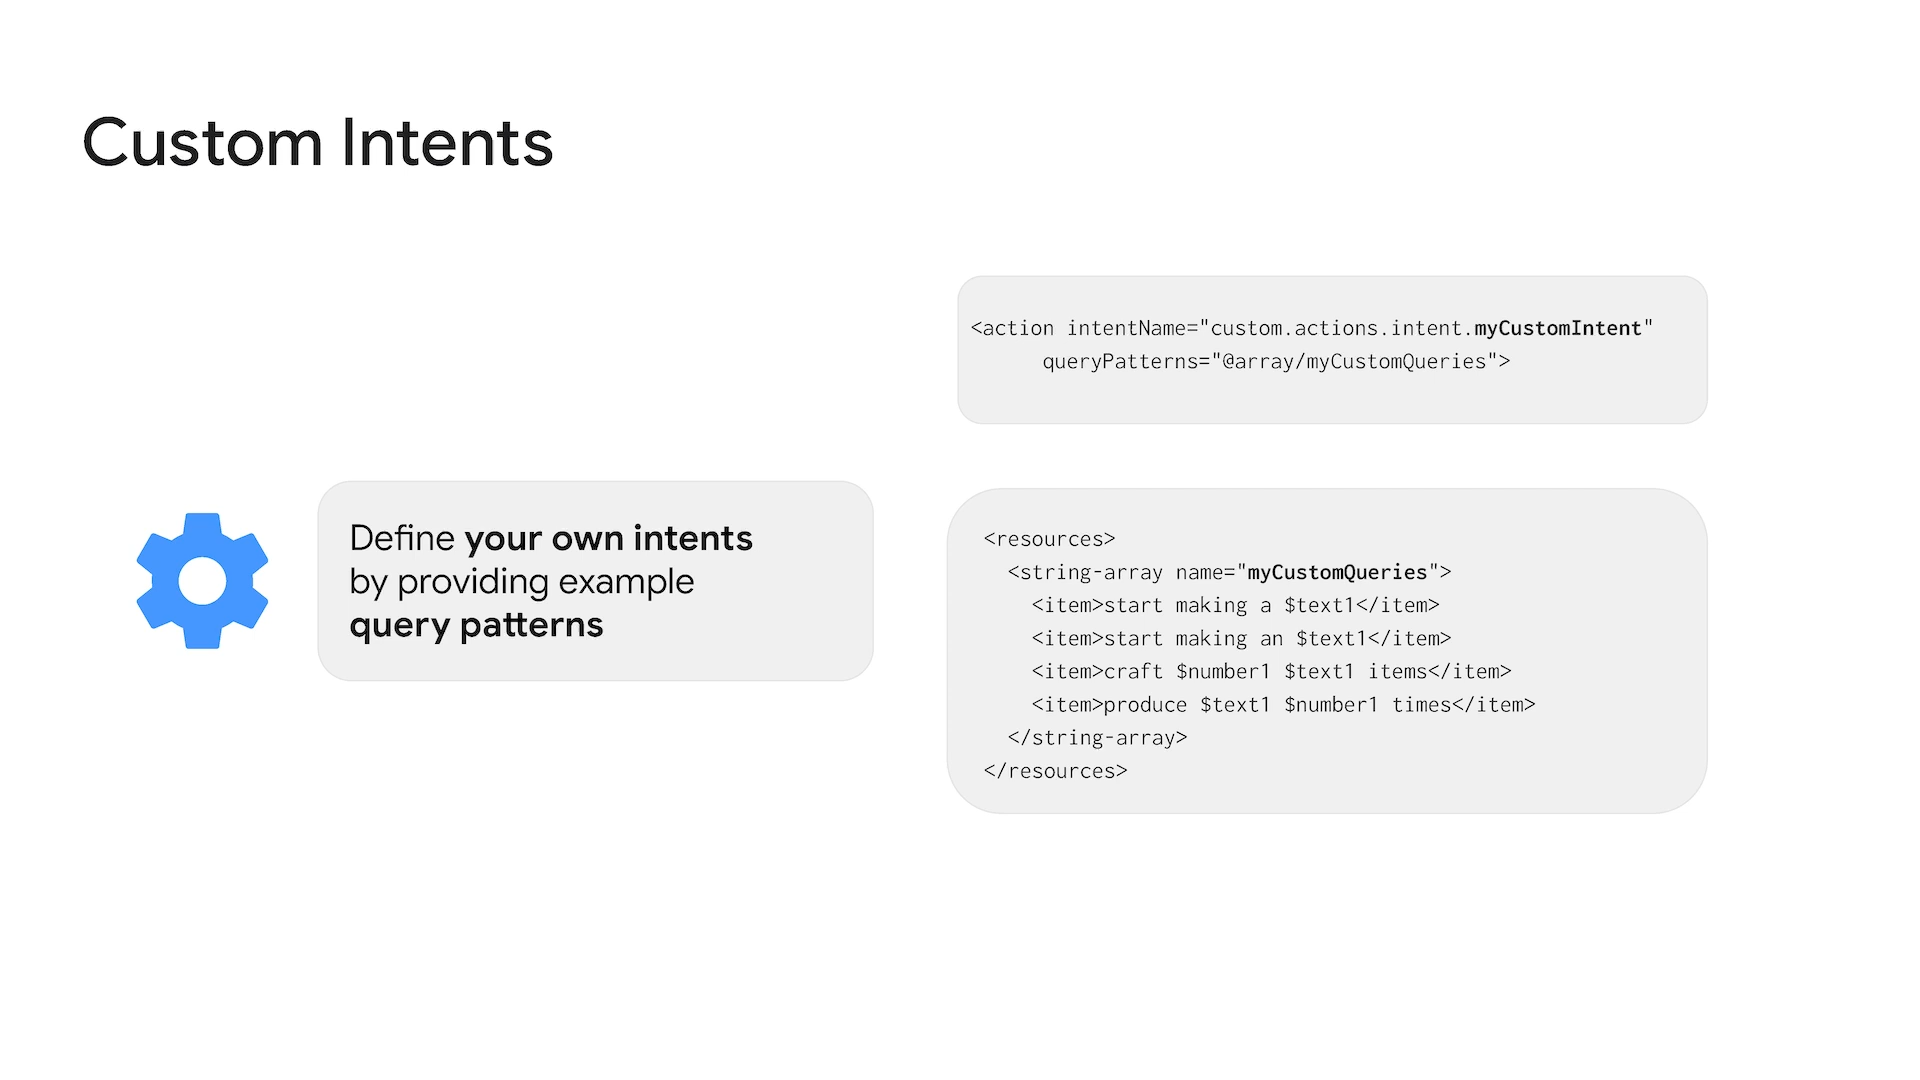 Custom Intents
Define your own intents
by providing example
query patterns
<action intentName="custom.actions.intent.myCustomIntent"
queryPatterns="@array/myCustomQueries">
<resources>
<string-array name="myCustomQueries">
<item>start making a $text1</item>
<item>start making an $text1</item>
<item>craft $number1 $text1 items</item>
<item>produce $text1 $number1 times</item>
</string-array>
</resources>